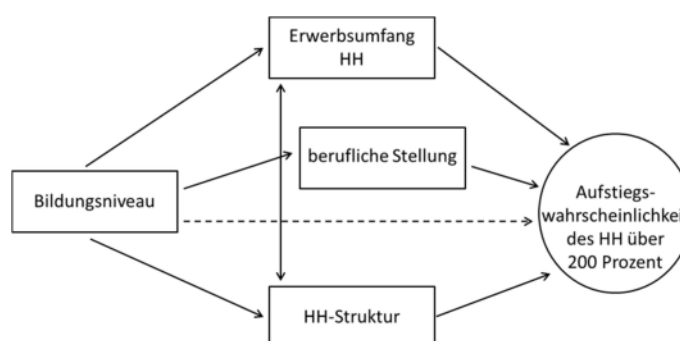 Erwerbsumfang
HH
berufliche Stellung
Bildungsniveau
Aufstiegs-
wahrscheinlichkei
des HH über
200 Prozent
HH-Struktur